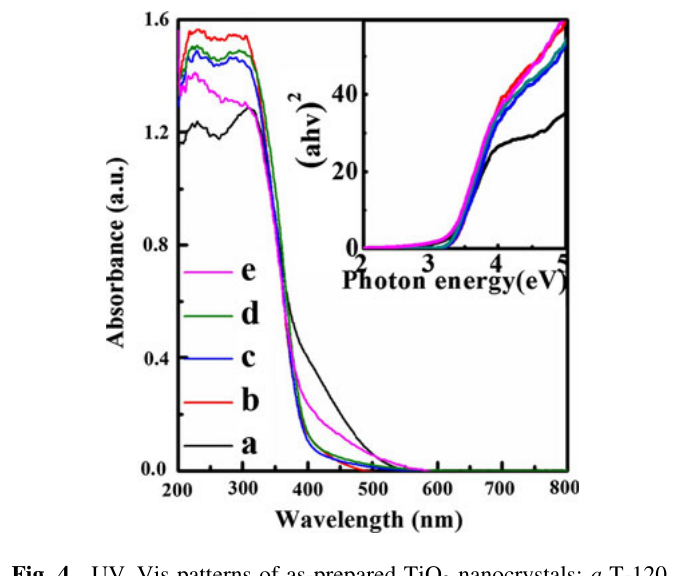 1.6
1.2
0.8
0.4
0.0
Absorbance (a.u.)
200 300 400 500 600 700 800
Wavelength (nm)
e
d
c
b
a
(ahv)²
40
20
0
2 3 4 5
Photon energy(eV)
Fig. 4 UV–Vis patterns of as-prepared TiO₂ nanocrystals: a T-120,